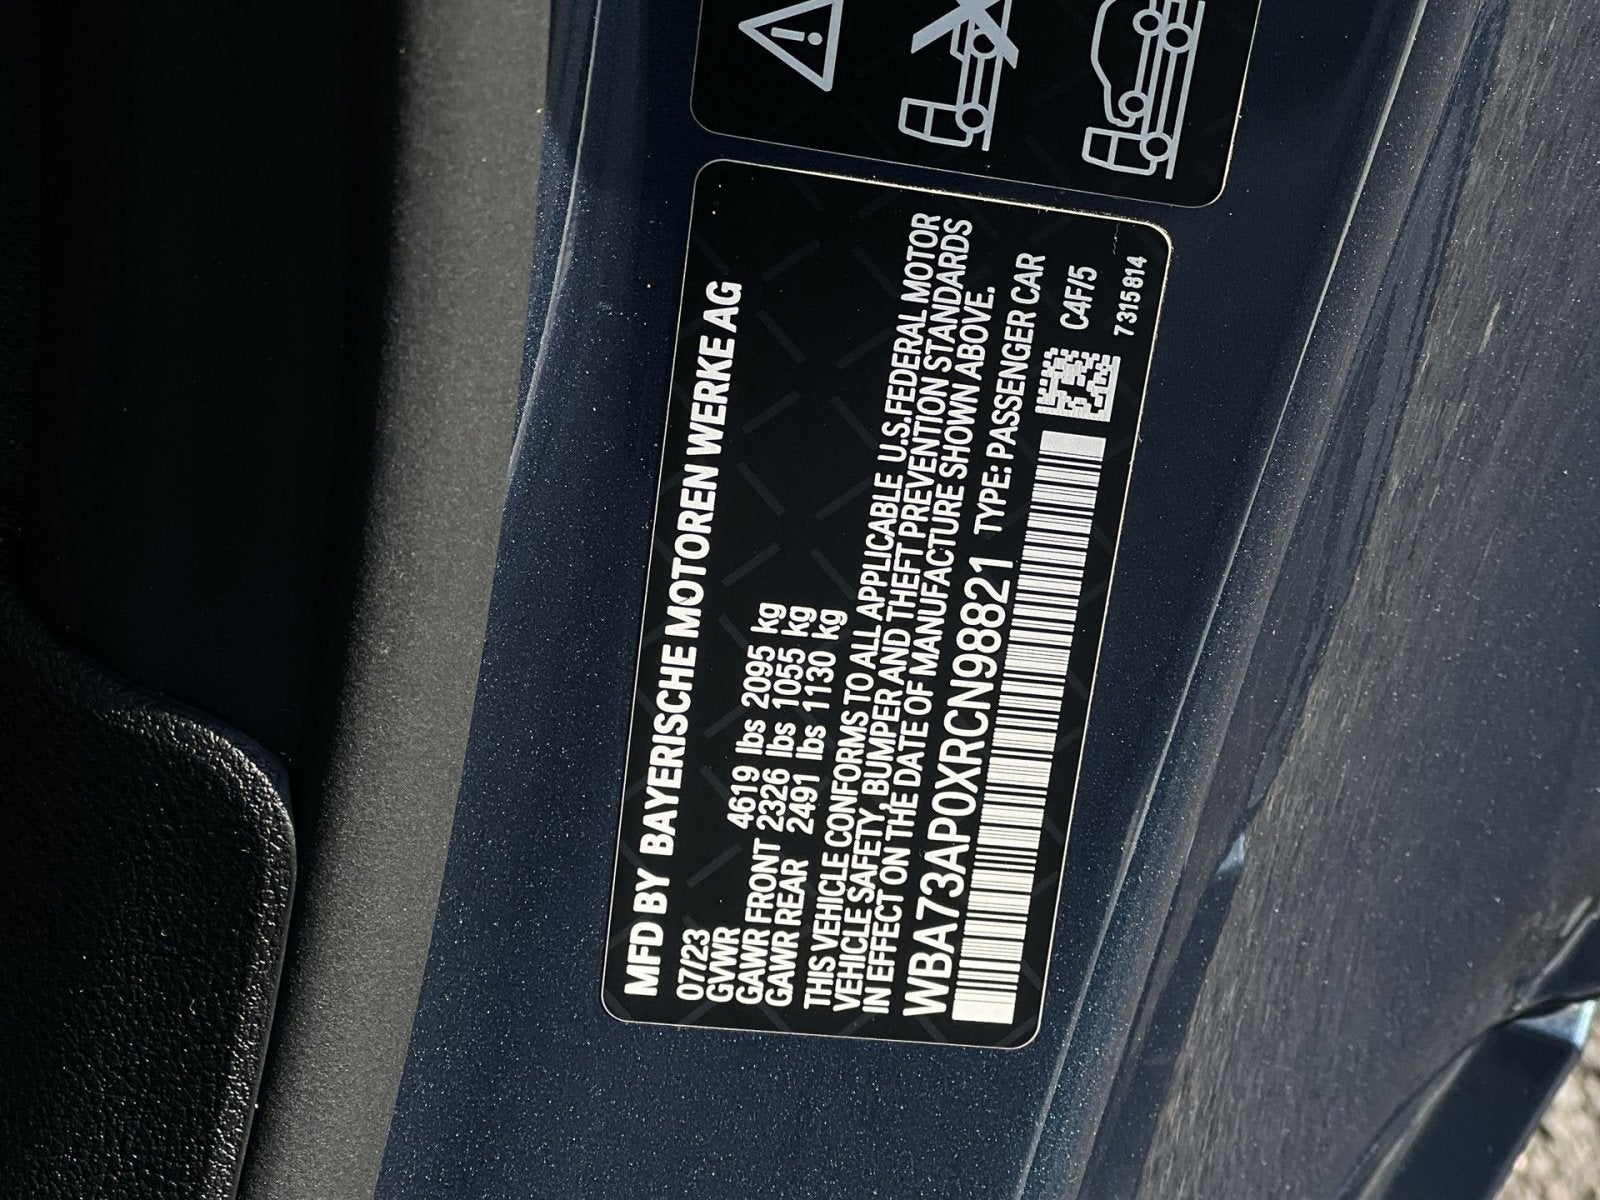 MFD BY BAYERISCHE MOTOREN WERKE AG
07/23
GVWR 4619 lbs 2095 kg
GAWR FRONT 2326 lbs 1055 kg
GAWR REAR 2491 lbs 1130 kg
THIS VEHICLE CONFORMS TO ALL APPLICABLE U.S.FEDERAL MOTOR
VEHICLE SAFETY, BUMPER AND THEFT PREVENTION STANDARDS
IN EFFECT ON THE DATE OF MANUFACTURE SHOWN ABOVE.
WBA73AP0XRCN98821 TYPE: PASSENGER CAR
C4F/5
7315814